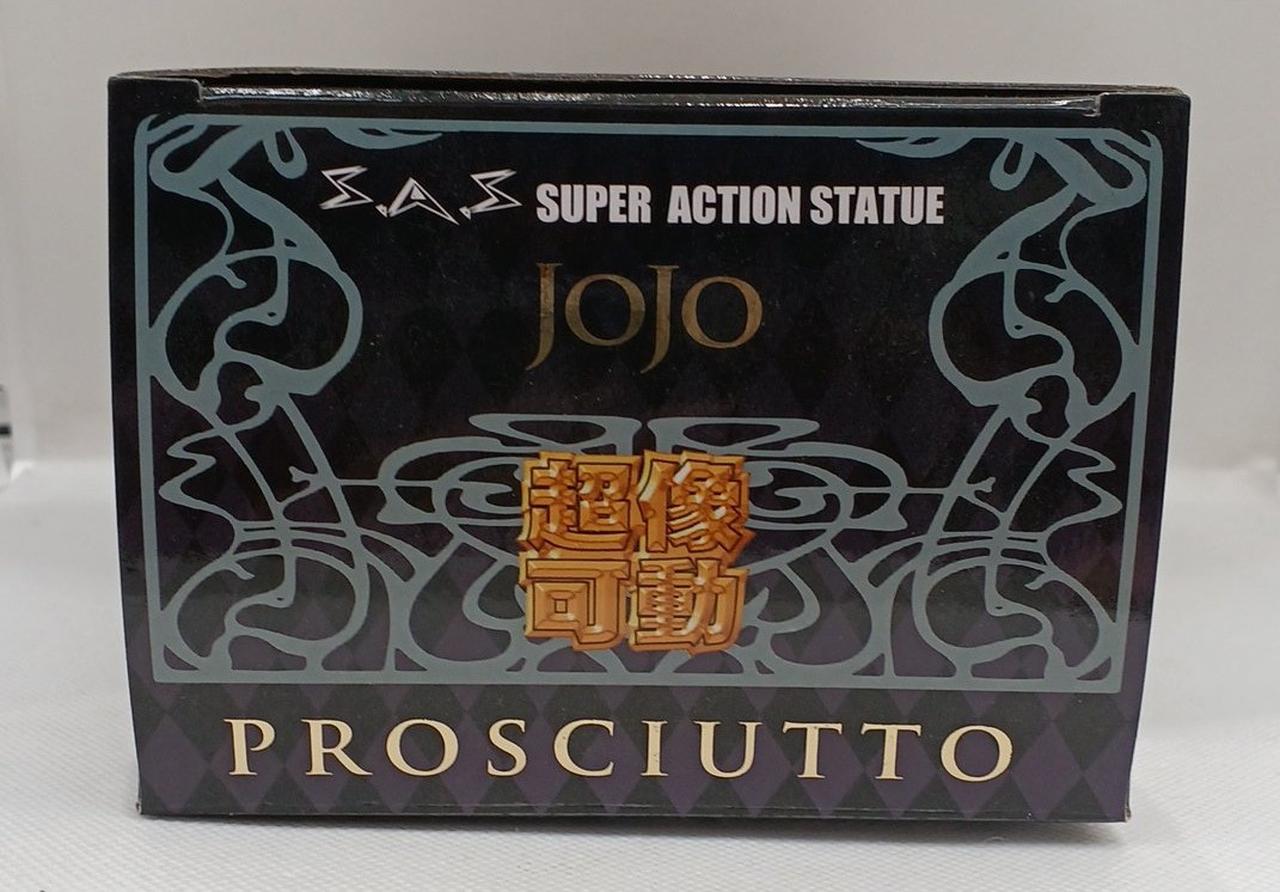 S.A.S SUPER ACTION STATUE
JOJO
超像
可動
PROSCIUTTO